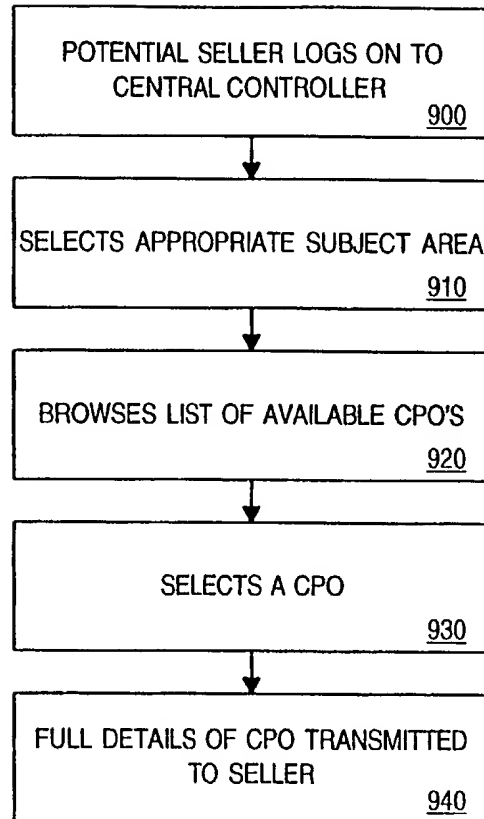 POTENTIAL SELLER LOGS ON TO
CENTRAL CONTROLLER
900
SELECTS APPROPRIATE SUBJECT AREA
910
BROWSES LIST OF AVAILABLE CPO'S
920
SELECTS A CPO
930
FULL DETAILS OF CPO TRANSMITTED
TO SELLER
940